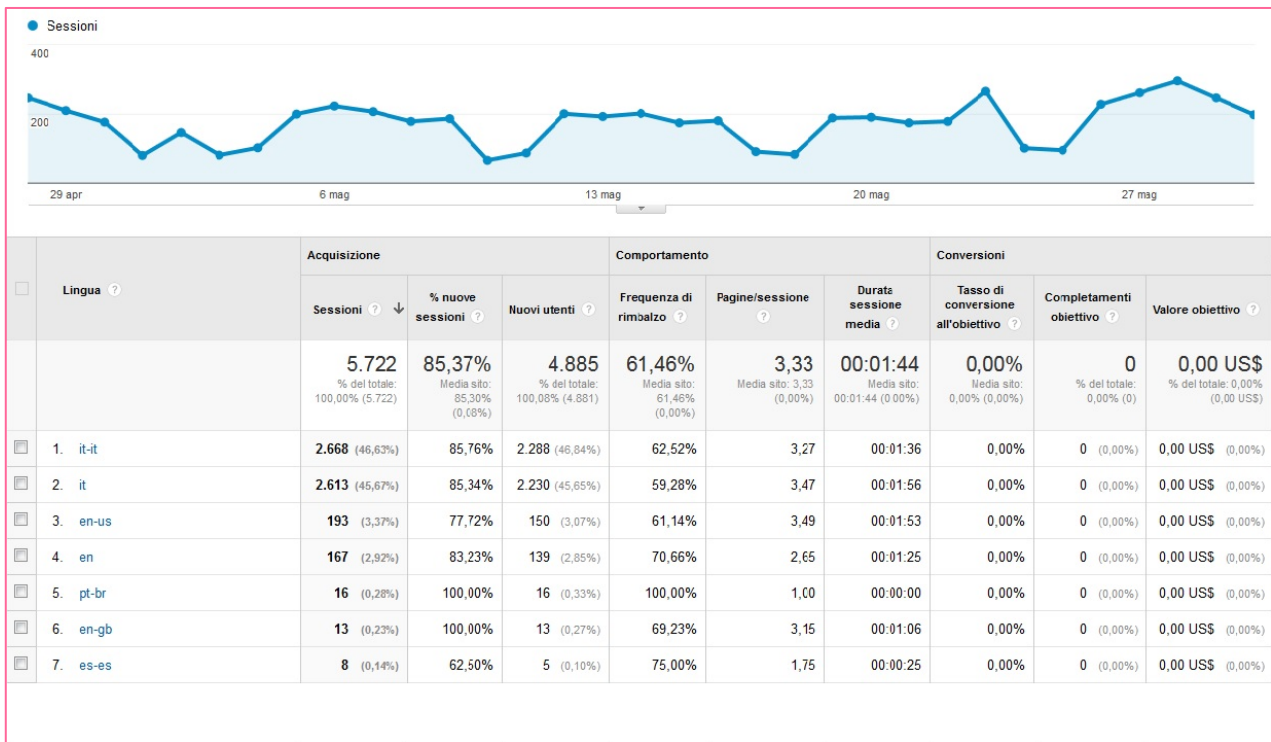 Sessioni
400
200
29 apr 6 mag 13 mag 20 mag 27 mag
Acquisizione Comportamento Conversioni
Lingua ? Sessioni ? % nuove sessioni ? Nuovi utenti ? Frequenza di rimbalzo ? Pagine/sessione ? Durata sessione media ? Tasso di conversione all'obiettivo ? Completamenti obiettivo ? Valore obiettivo ?
5.722 85,37% 4.885 61,46% 3,33 00:01:44 0,00% 0 0,00 US$
% del totale: 100,00% (5.722) Media sito: 85,30% (0,08%) % del totale: 100,08% (4.881) Media sito: 61,46% (0,00%) Media sito: 3,33 (0,00%) Media sito: 00:01:44 (0,00%) Media sito: 0,00% (0,00%) % del totale: 0,00% (0) % del totale: 0,00% (0,00 US$)
1. it-it 2.668 (46,63%) 85,76% 2.288 (46,84%) 62,52% 3,27 00:01:36 0,00% 0 (0,00%) 0,00 US$ (0,00%)
2. it 2.613 (45,67%) 85,34% 2.230 (45,65%) 59,28% 3,47 00:01:56 0,00% 0 (0,00%) 0,00 US$ (0,00%)
3. en-us 193 (3,37%) 77,72% 150 (3,07%) 61,14% 3,49 00:01:53 0,00% 0 (0,00%) 0,00 US$ (0,00%)
4. en 167 (2,92%) 83,23% 139 (2,85%) 70,66% 2,65 00:01:25 0,00% 0 (0,00%) 0,00 US$ (0,00%)
5. pt-br 16 (0,28%) 100,00% 16 (0,33%) 100,00% 1,00 00:00:00 0,00% 0 (0,00%) 0,00 US$ (0,00%)
6. en-gb 13 (0,23%) 100,00% 13 (0,27%) 69,23% 3,15 00:01:06 0,00% 0 (0,00%) 0,00 US$ (0,00%)
7. es-es 8 (0,14%) 62,50% 5 (0,10%) 75,00% 1,75 00:00:25 0,00% 0 (0,00%) 0,00 US$ (0,00%)